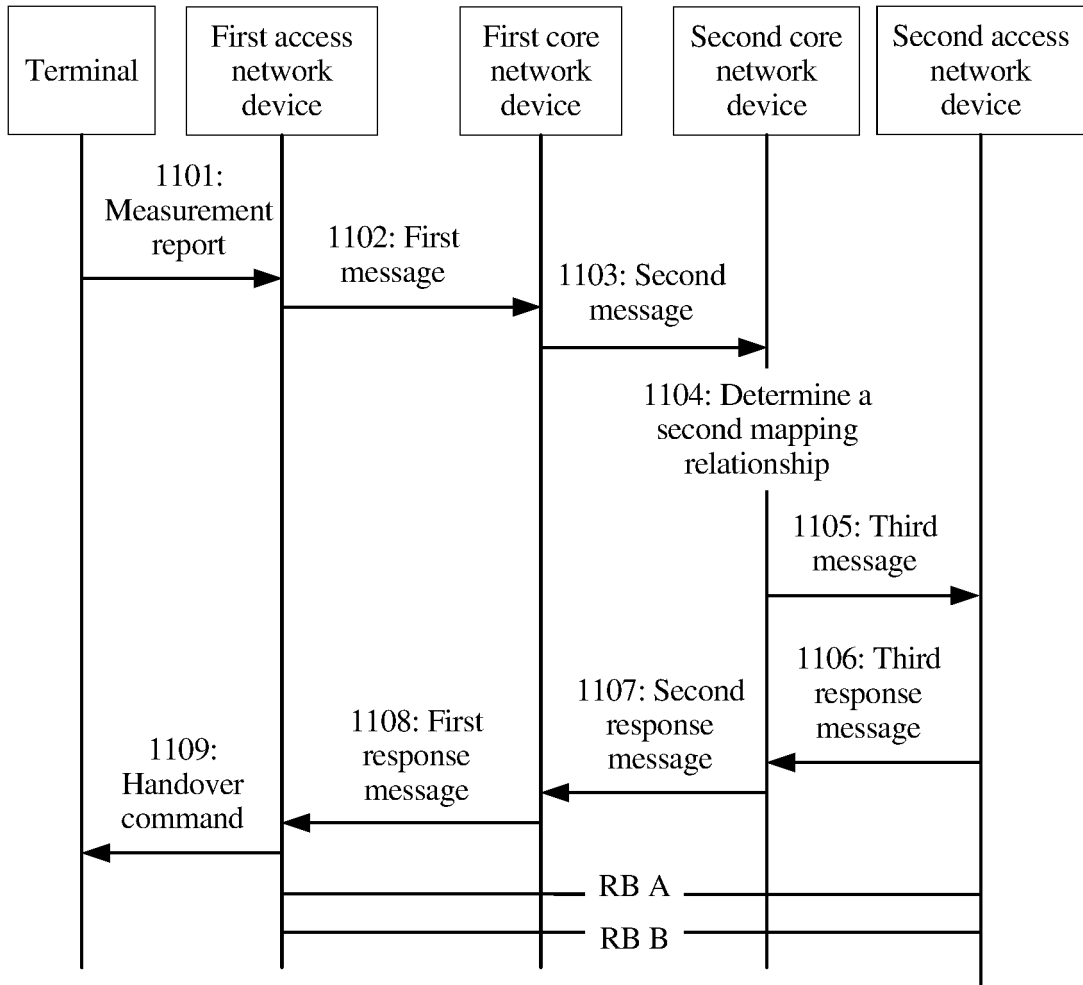 Terminal
First access
network
device
First core
network
device
Second core
network
device
Second access
network
device
1101:
Measurement
report
1102: First
message
1103: Second
message
1104: Determine a
second mapping
relationship
1105: Third
message
1106: Third
response
message
1107: Second
response
message
1108: First
response
message
1109:
Handover
command
RB A
RB B